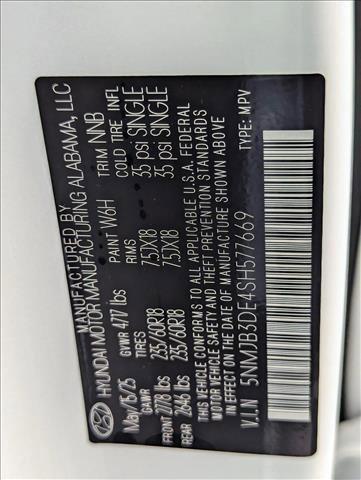 HYUNDAI MOTOR MANUFACTURING ALABAMA, LLC
May/15/25 PAINT W6H TRIM NNB
GVWR 4717 lbs
GAWR TIRES RIMS COLD TIRE INFL
FRONT 2778 lbs 235/60R18 7.5JX18 35 psi SINGLE
REAR 2646 lbs 235/60R18 7.5JX18 35 psi SINGLE
THIS VEHICLE CONFORMS TO ALL APPLICABLE U.S.A. FEDERAL
MOTOR VEHICLE SAFETY AND THEFT PREVENTION STANDARDS
IN EFFECT ON THE DATE OF MANUFACTURE SHOWN ABOVE.
V.I.N 5NMJB3DE4SH577669 TYPE: MPV